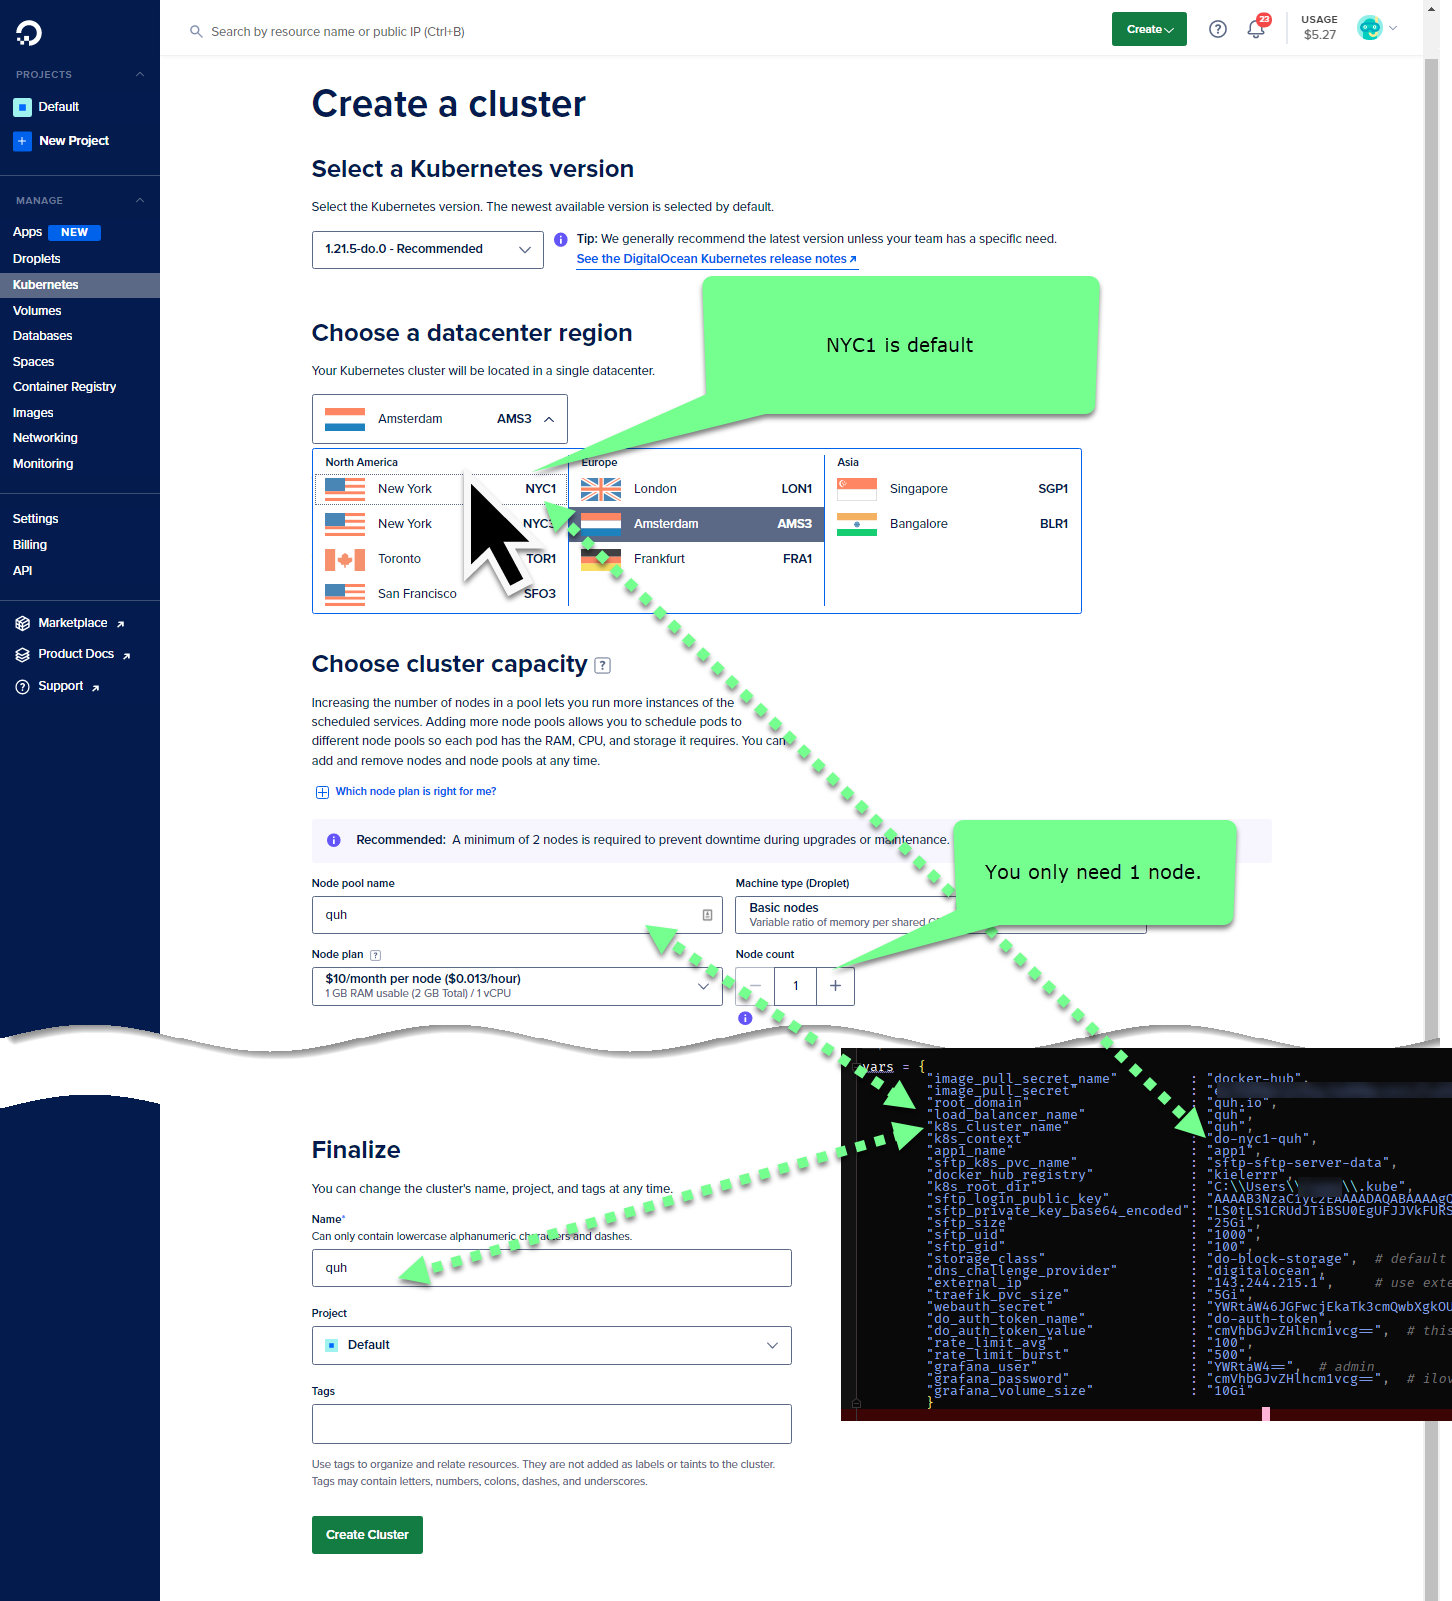 Search by resource name or public IP (Ctrl+B)
Create
23
USAGE
$5.27
PROJECTS
Default
New Project
MANAGE
Apps NEW
Droplets
Kubernetes
Volumes
Databases
Spaces
Container Registry
Images
Networking
Monitoring
Settings
Billing
API
Marketplace
Product Docs
Support
Create a cluster
Select a Kubernetes version
Select the Kubernetes version. The newest available version is selected by default.
1.21.5-do.0 - Recommended
Tip: We generally recommend the latest version unless your team has a specific need.
See the DigitalOcean Kubernetes release notes
NYC1 is default
Choose a datacenter region
Your Kubernetes cluster will be located in a single datacenter.
Amsterdam AMS3
North America
New York NYC1
New York NYC3
Toronto TOR1
San Francisco SFO3
Europe
London LON1
Amsterdam AMS3
Frankfurt FRA1
Asia
Singapore SGP1
Bangalore BLR1
Choose cluster capacity ?
Increasing the number of nodes in a pool lets you run more instances of the
scheduled services. Adding more node pools allows you to schedule pods to
different node pools so each pod has the RAM, CPU, and storage it requires. You can
add and remove nodes and node pools at any time.
Which node plan is right for me?
Recommended: A minimum of 2 nodes is required to prevent downtime during upgrades or maintenance.
You only need 1 node.
Node pool name
quh
Machine type (Droplet)
Basic nodes
Variable ratio of memory per shared
Node plan ?
$10/month per node ($0.013/hour)
1 GB RAM usable (2 GB Total) / 1 vCPU
Node count
1
vars = {
"image_pull_secret_name" : "docker-hub",
"image_pull_secret" :
"root_domain" : "quh.io",
"load_balancer_name" : "quh",
"k8s_cluster_name" : "quh",
"k8s_context" : "do-nyc1-quh",
"app1_name" : "app1",
"sftp_k8s_pvc_name" : "sftp-sftp-server-data",
"docker_hub_registry" : "kielerrr",
"k8s_root_dir" : "C:\\Users\\ \\.kube",
"sftp_login_public_key" : "AAAAB3NzaC1yc2EAAAADAQABAAAAgQ
"sftp_private_key_base64_encoded": "LS0tLS1CRUdJTiBSU0EgUFJJVkFURS
"sftp_size" : "25Gi",
"sftp_uid" : "1000",
"sftp_gid" : "100",
"storage_class" : "do-block-storage", # default
"dns_challenge_provider" : "digitalocean",
"external_ip" : "143.244.215.1", # use exte
"traefik_pvc_size" : "5Gi",
"webauth_secret" : "YWRtaW46JGFwcjEkaTk3cmQwbXgkOU
"do_auth_token_name" : "do-auth-token",
"do_auth_token_value" : "cmVhbGJvZHlhcm1vcg==", # this
"rate_limit_avg" : "100",
"rate_limit_burst" : "500",
"grafana_user" : "YWRtaW4==", # admin
"grafana_password" : "cmVhbGJvZHlhcm1vcg==", # ilov
"grafana_volume_size" : "10Gi"
}
Finalize
You can change the cluster's name, project, and tags at any time.
Name*
Can only contain lowercase alphanumeric characters and dashes.
quh
Project
Default
Tags
Use tags to organize and relate resources. They are not added as labels or taints to the cluster.
Tags may contain letters, numbers, colons, dashes, and underscores.
Create Cluster